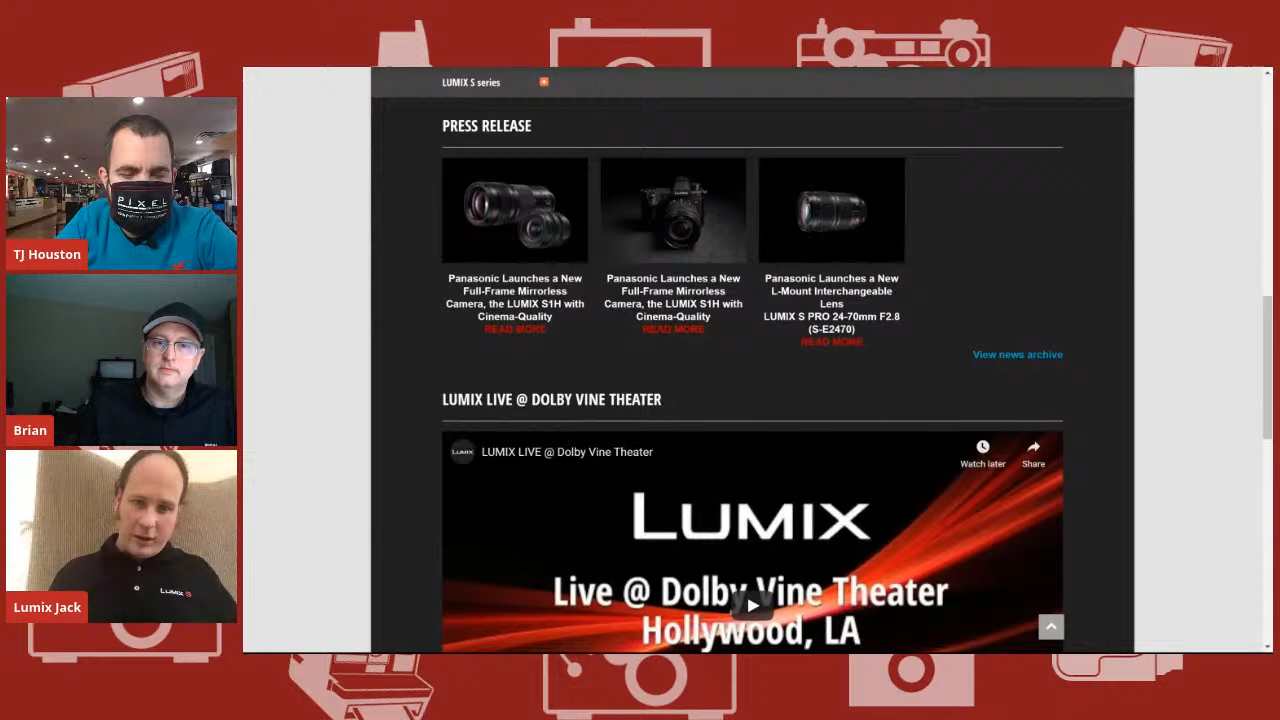 LUMIX S series
PRESS RELEASE
Panasonic Launches a New
Full-Frame Mirrorless
Camera, the LUMIX S1H with
Cinema-Quality
READ MORE
Panasonic Launches a New
Full-Frame Mirrorless
Camera, the LUMIX S1H with
Cinema-Quality
READ MORE
Panasonic Launches a New
L-Mount Interchangeable
Lens
LUMIX S PRO 24-70mm F2.8
(S-E2470)
READ MORE
View news archive
LUMIX LIVE @ DOLBY VINE THEATER
LUMIX
LUMIX LIVE @ Dolby Vine Theater
Watch later
Share
LUMIX
Live @ Dolby Vine Theater
Hollywood, LA
PIXEL
TJ Houston
Brian
LUMIX S
Lumix Jack